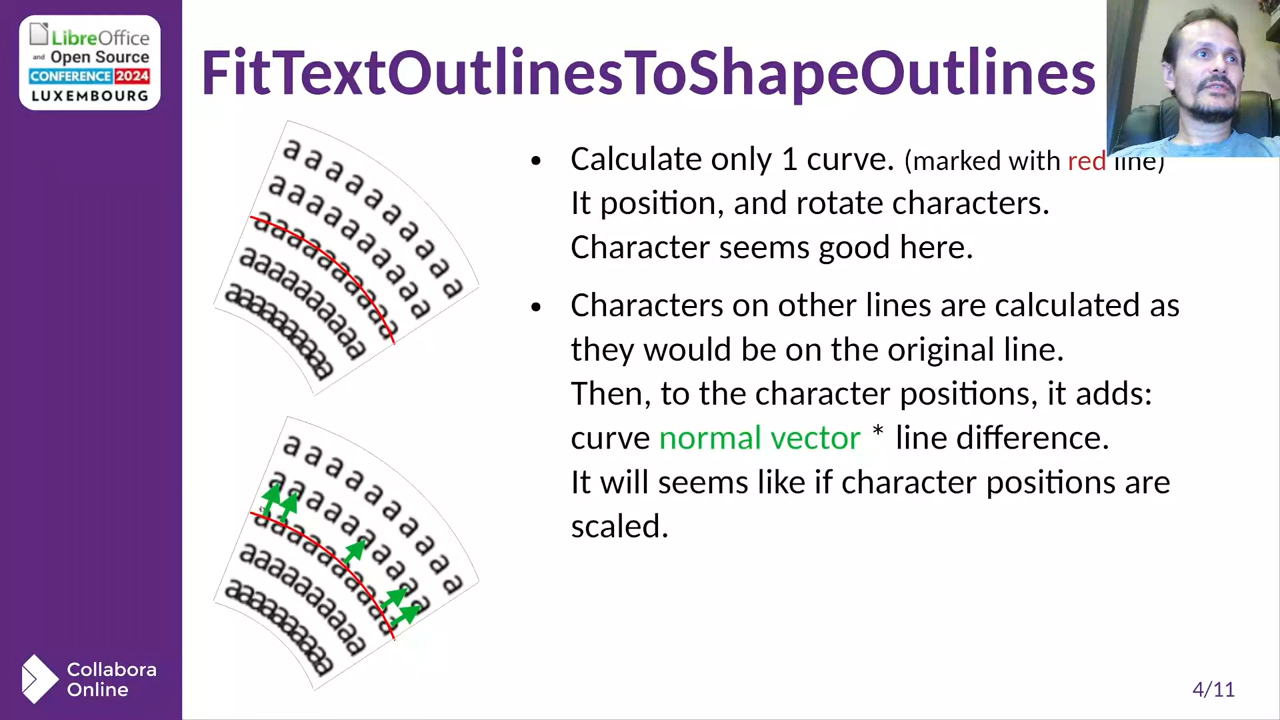 LibreOffice
and Open Source
CONFERENCE 2024
LUXEMBOURG
FitTextOutlinesToShapeOutlines
a a a a a a a a a a
a a a a a a a a a a
a a a a a a a a a a
a a a a a a a a a a
a a a a a a a a a a
a a a a a a a a a a
a a a a a a a a a a
a a a a a a a a a a
a a a a a a a a a a
a a a a a a a a a a
• Calculate only 1 curve. (marked with red line)
It position, and rotate characters.
Character seems good here.
• Characters on other lines are calculated as
they would be on the original line.
Then, to the character positions, it adds:
curve normal vector * line difference.
It will seems like if character positions are
scaled.
Collabora
Online
4/11